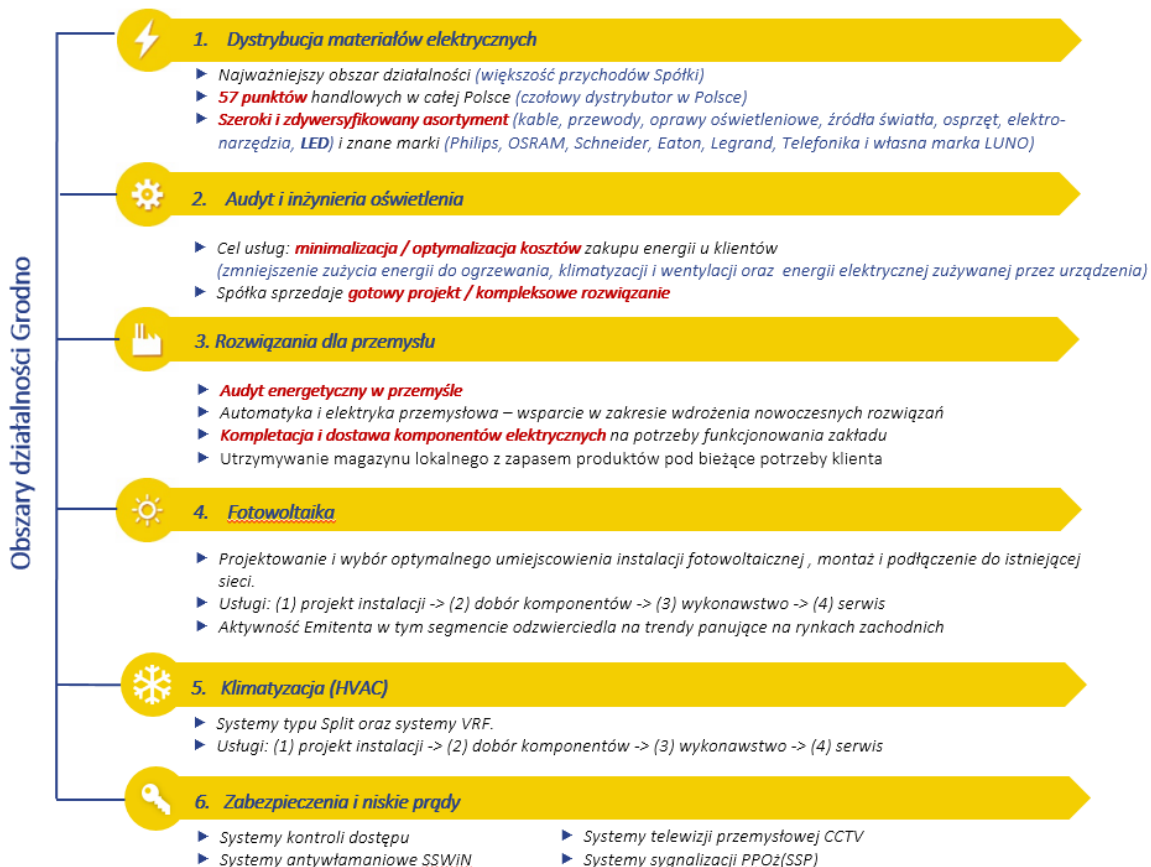 Obszary działalności Grodno
1. Dystrybucja materiałów elektrycznych
► Najważniejszy obszar działalności (większość przychodów Spółki)
► 57 punktów handlowych w całej Polsce (czołowy dystrybutor w Polsce)
► Szeroki i zdywersyfikowany asortyment (kable, przewody, oprawy oświetleniowe, źródła światła, osprzęt, elektro-
narzędzia, LED) i znane marki (Philips, OSRAM, Schneider, Eaton, Legrand, Telefonika i własna marka LUNO)
2. Audyt i inżynieria oświetlenia
► Cel usług: minimalizacja / optymalizacja kosztów zakupu energii u klientów
(zmniejszenie zużycia energii do ogrzewania, klimatyzacji i wentylacji oraz energii elektrycznej zużywanej przez urządzenia)
► Spółka sprzedaje gotowy projekt / kompleksowe rozwiązanie
3. Rozwiązania dla przemysłu
► Audyt energetyczny w przemyśle
► Automatyka i elektryka przemysłowa – wsparcie w zakresie wdrożenia nowoczesnych rozwiązań
► Kompletacja i dostawa komponentów elektrycznych na potrzeby funkcjonowania zakładu
► Utrzymywanie magazynu lokalnego z zapasem produktów pod bieżące potrzeby klienta
4. Fotowoltaika
► Projektowanie i wybór optymalnego umiejscowienia instalacji fotowoltaicznej , montaż i podłączenie do istniejącej
sieci.
► Usługi: (1) projekt instalacji -> (2) dobór komponentów -> (3) wykonawstwo -> (4) serwis
► Aktywność Emitenta w tym segmencie odzwierciedla na trendy panujące na rynkach zachodnich
5. Klimatyzacja (HVAC)
► Systemy typu Split oraz systemy VRF.
► Usługi: (1) projekt instalacji -> (2) dobór komponentów -> (3) wykonawstwo -> (4) serwis
6. Zabezpieczenia i niskie prądy
► Systemy kontroli dostępu
► Systemy antywłamaniowe SSWiN
► Systemy telewizji przemysłowej CCTV
► Systemy sygnalizacji PPOż(SSP)